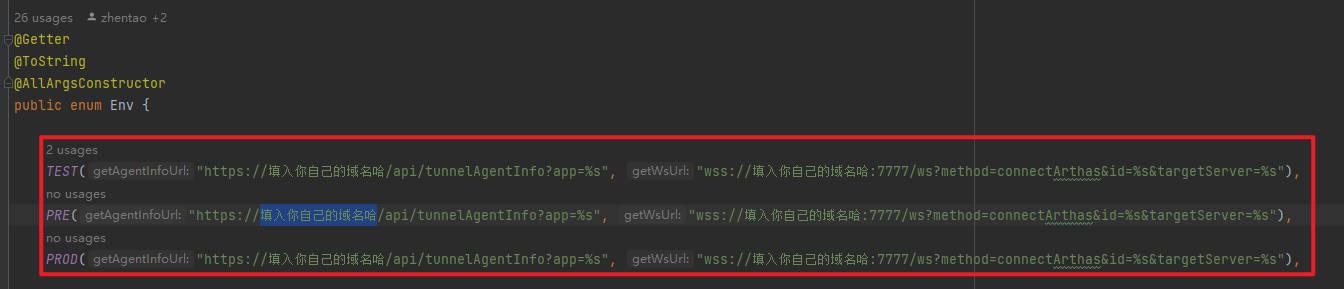 26 usages zhentao +2
@Getter
@ToString
@AllArgsConstructor
public enum Env {
2 usages
TEST( getAgentInfoUrl: "https://填入你自己的域名哈/api/tunnelAgentInfo?app=%s", getWsUrl: "wss://填入你自己的域名哈:7777/ws?method=connectArthas&id=%s&targetServer=%s"),
no usages
PRE( getAgentInfoUrl: "https://填入你自己的域名哈/api/tunnelAgentInfo?app=%s", getWsUrl: "wss://填入你自己的域名哈:7777/ws?method=connectArthas&id=%s&targetServer=%s"),
no usages
PROD( getAgentInfoUrl: "https://填入你自己的域名哈/api/tunnelAgentInfo?app=%s", getWsUrl: "wss://填入你自己的域名哈:7777/ws?method=connectArthas&id=%s&targetServer=%s"),